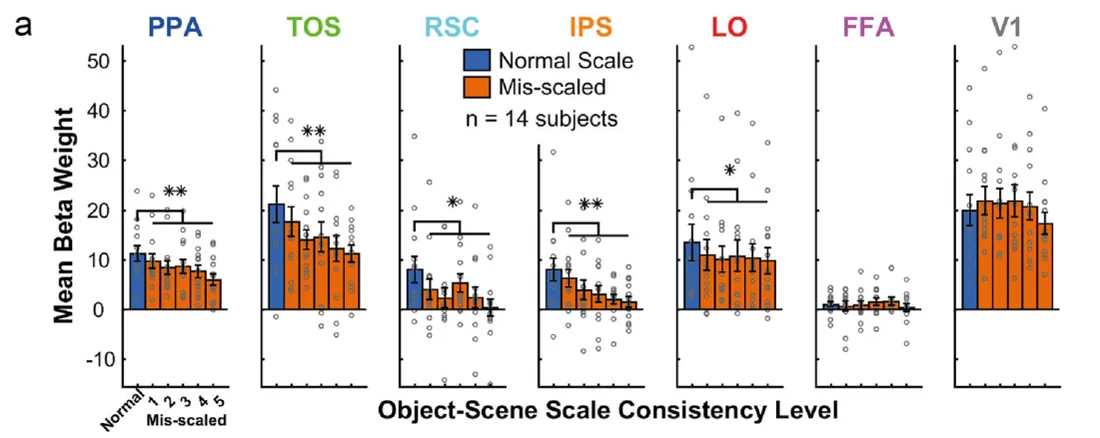 a
PPA TOS RSC IPS LO FFA V1
Mean Beta Weight
50
40
30
20
10
0
-10
Normal Scale
Mis-scaled
n = 14 subjects
** ** * ** *
Normal 1 2 3 4 5
Mis-scaled
Object-Scene Scale Consistency Level